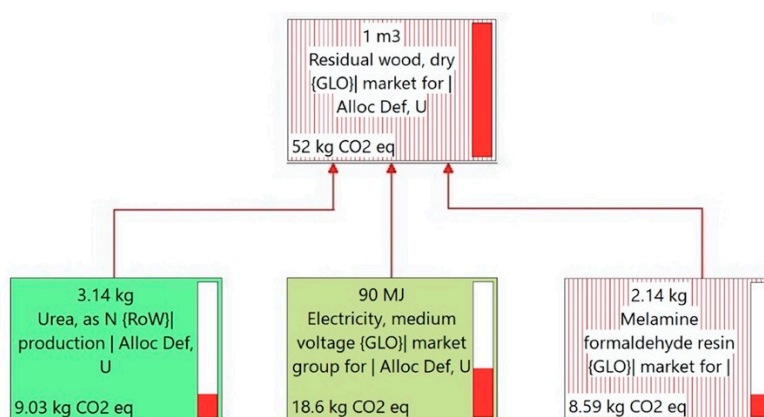 1 m3
Residual wood, dry
{GLO}| market for |
Alloc Def, U
52 kg CO2 eq
3.14 kg
Urea, as N {RoW}|
production | Alloc Def,
U
9.03 kg CO2 eq
90 MJ
Electricity, medium
voltage {GLO}| market
group for | Alloc Def, U
18.6 kg CO2 eq
2.14 kg
Melamine
formaldehyde resin
{GLO}| market for |
8.59 kg CO2 eq